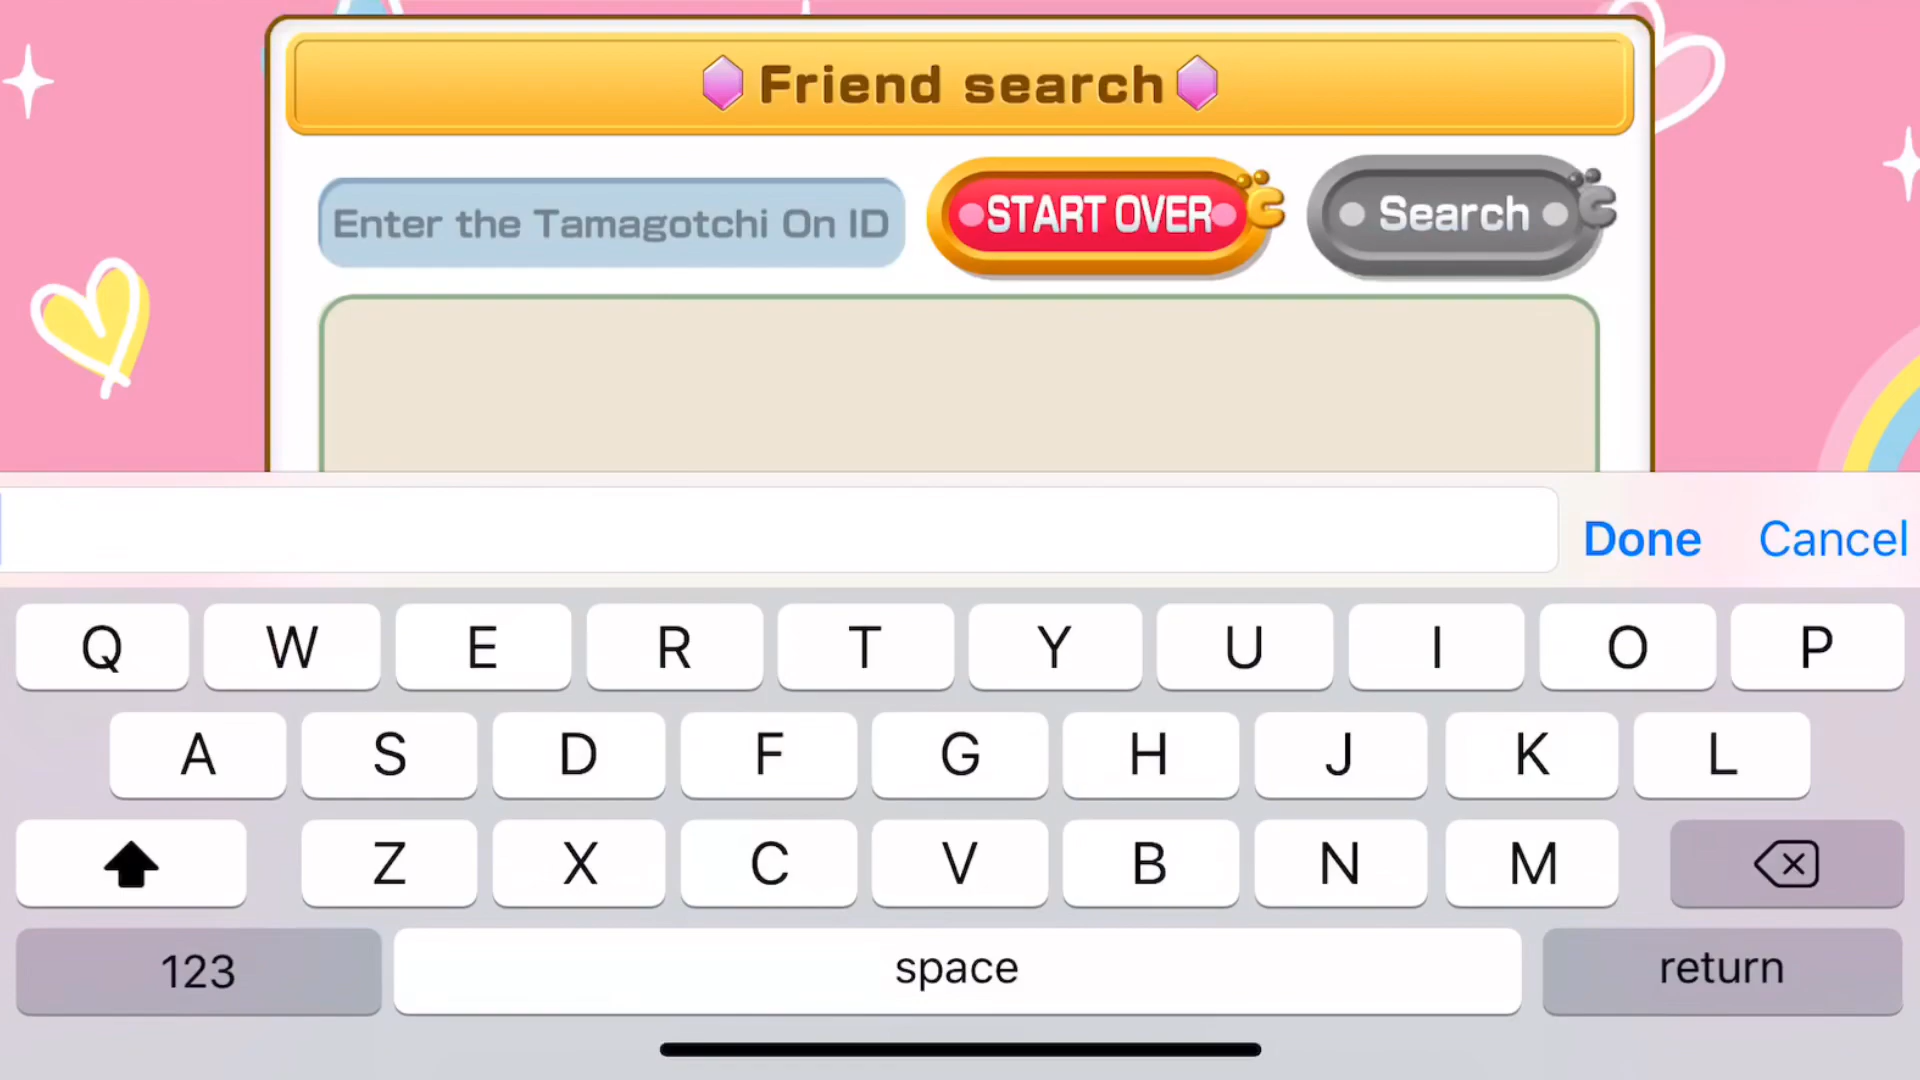 Friend search
Enter the Tamagotchi On ID
START OVER
Search
Done Cancel
Q W E R T Y U I O P
A S D F G H J K L
Z X C V B N M
123 space return